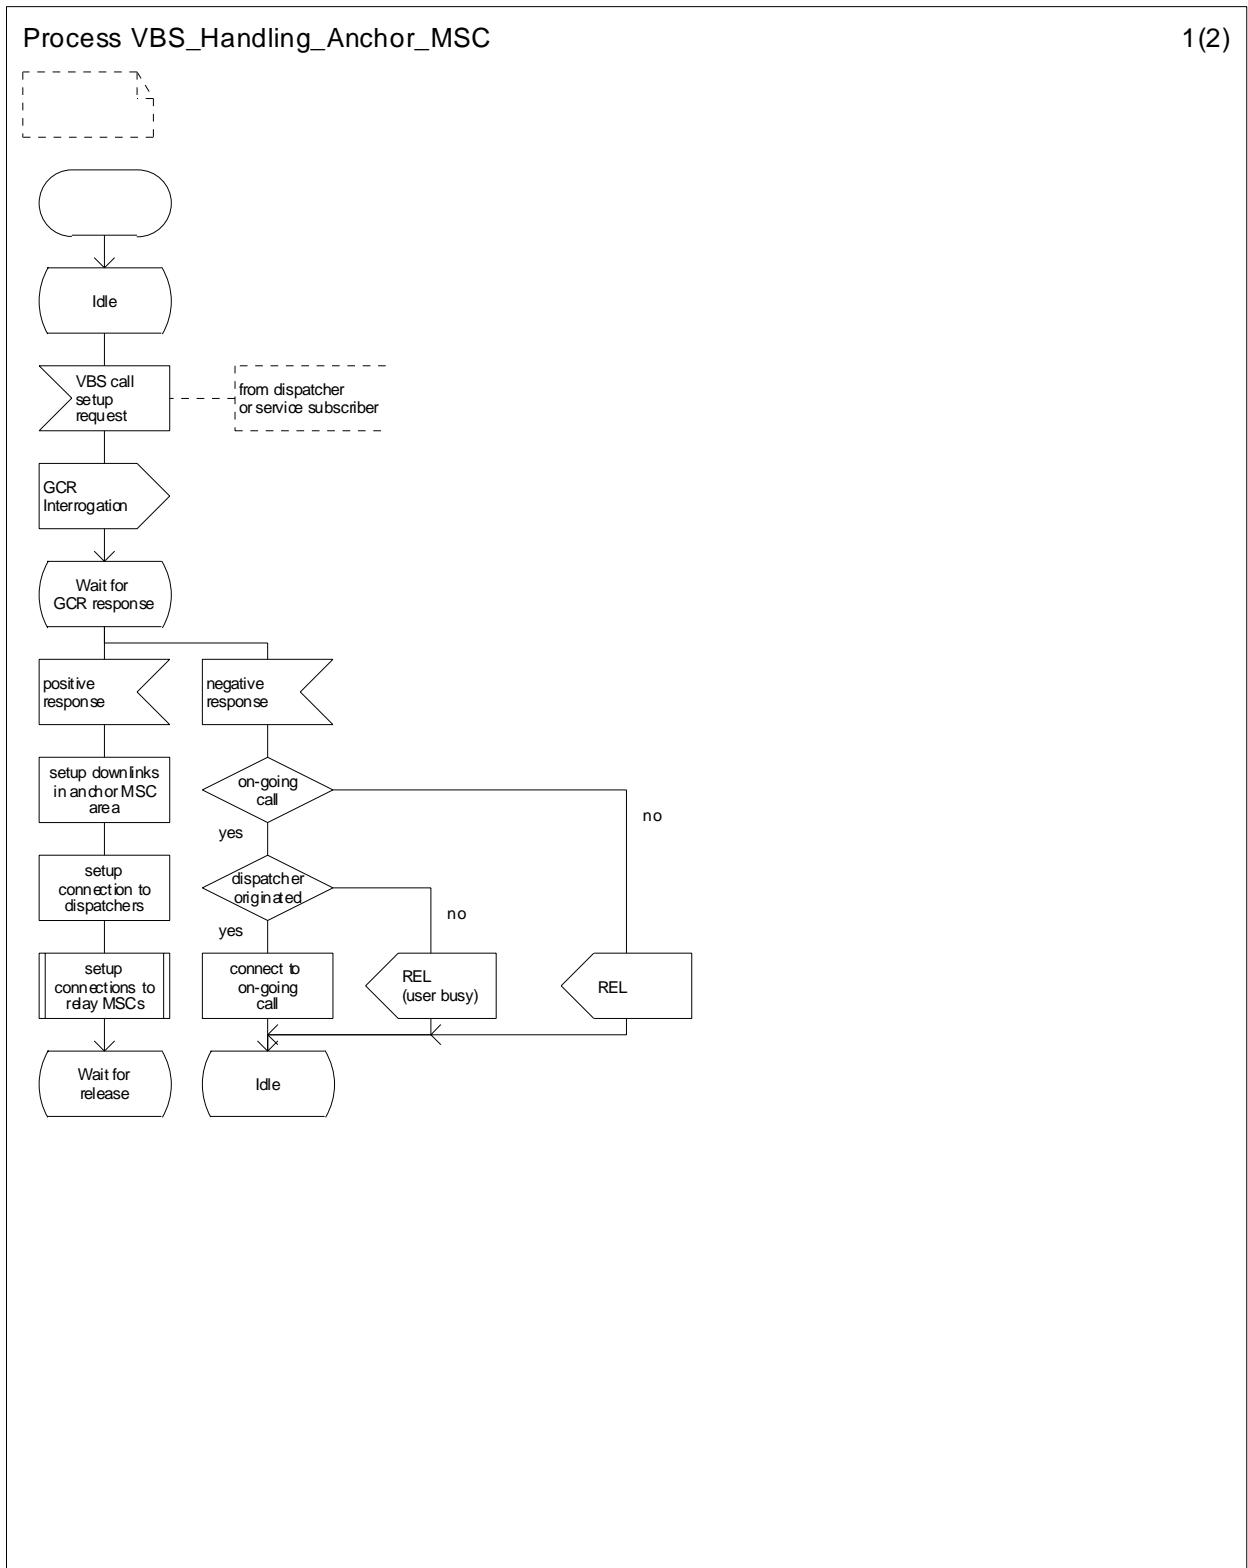 Process VBS_Handling_Anchor_MSC
1(2)
Idle
VBS call
setup
request
from dispatcher
or service subscriber
GCR
Interrogation
Wait for
GCR response
positive
response
negative
response
setup downlinks
in anchor MSC
area
on-going
call
no
yes
setup
connection to
dispatchers
dispatcher
originated
no
yes
setup
connections to
relay MSCs
connect to
on-going
call
REL
(user busy)
REL
Wait for
release
Idle